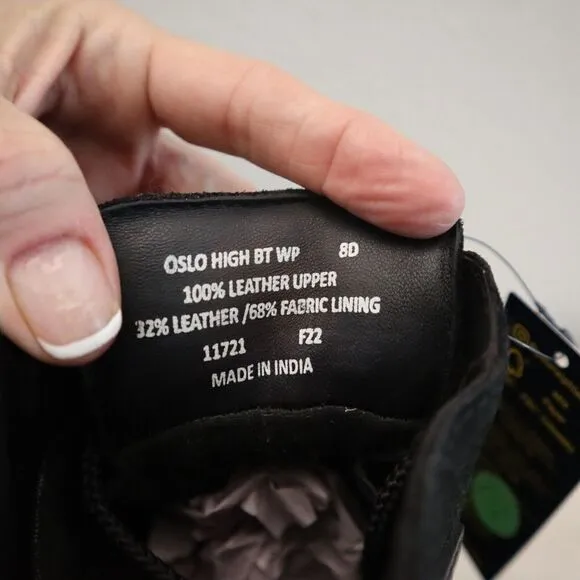 OSLO HIGH BT WP 8D
100% LEATHER UPPER
32% LEATHER /68% FABRIC LINING
11721 F22
MADE IN INDIA